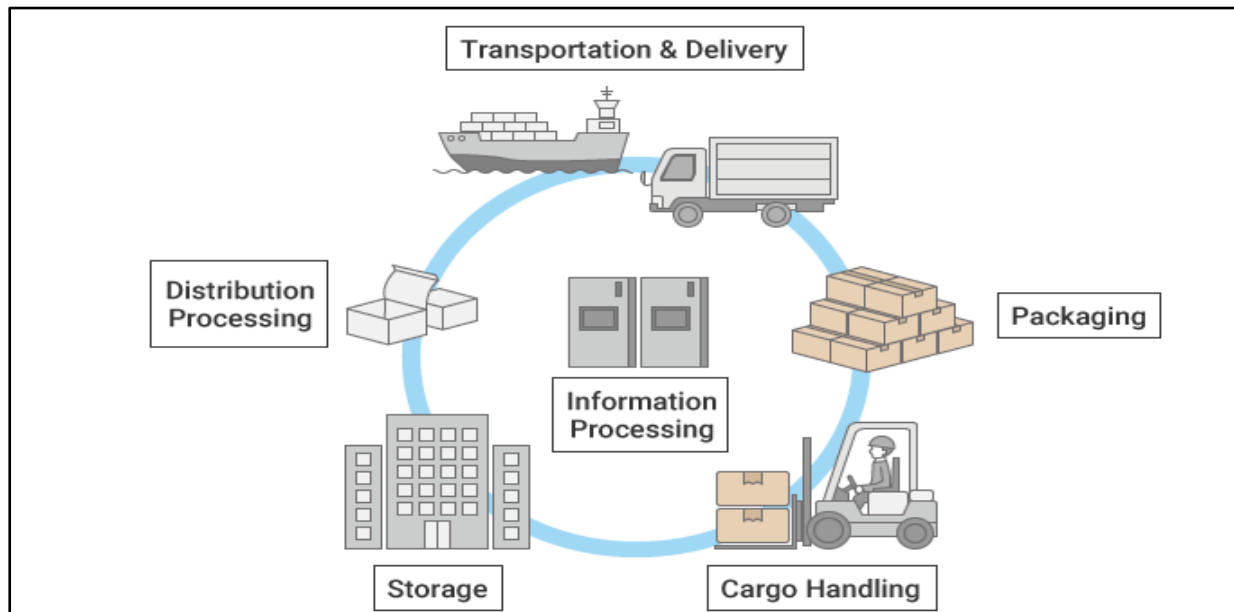 Transportation & Delivery
Distribution
Processing
Packaging
Information
Processing
Storage
Cargo Handling